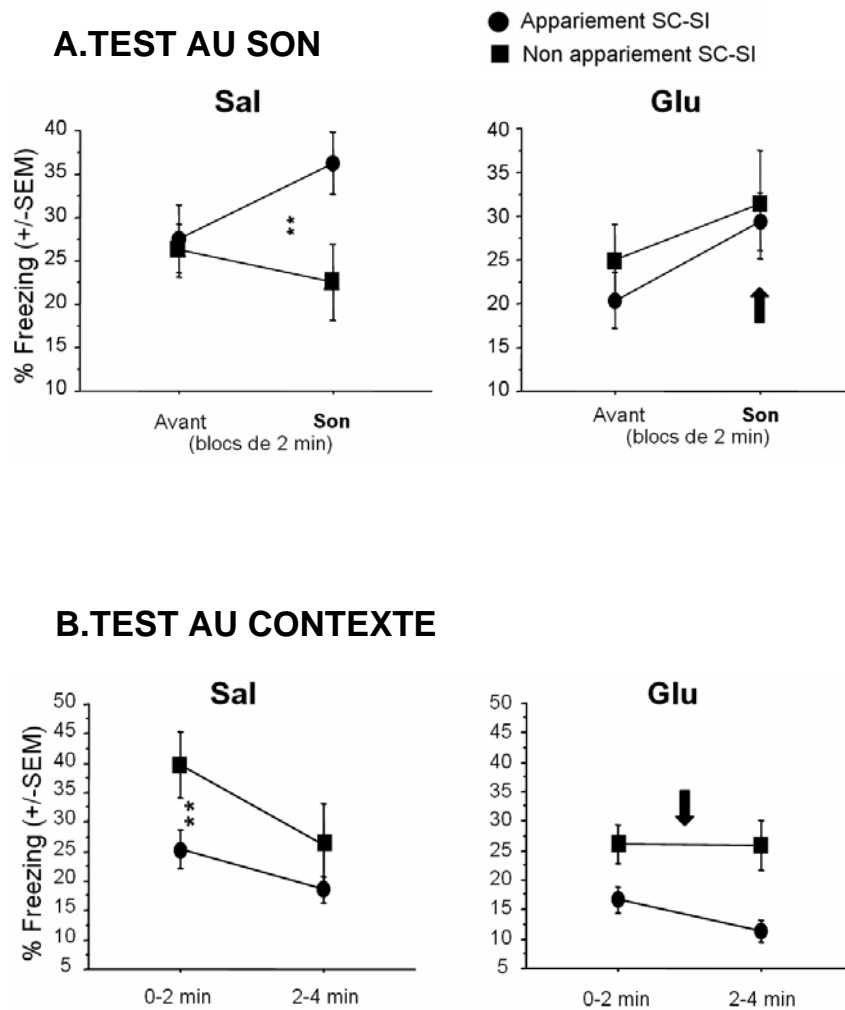 A.TEST AU SON
Appariement SC-SI
Non appariement SC-SI
Sal
Glu
% Freezing (+/-SEM)
40
35
30
25
20
15
10
**
Avant
Son
(blocs de 2 min)
40
35
30
25
20
15
10
Avant
Son
(blocs de 2 min)
B.TEST AU CONTEXTE
Sal
Glu
% Freezing (+/-SEM)
50
45
40
35
30
25
20
15
10
5
**
0-2 min
2-4 min
50
45
40
35
30
25
20
15
10
5
0-2 min
2-4 min